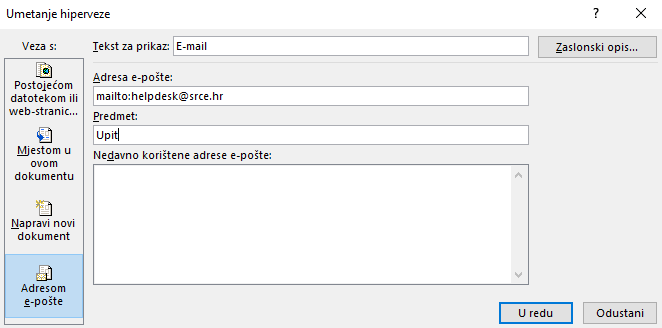 Umetanje hiperveze
?
Veza s:
Tekst za prikaz: E-mail
Zaslonski opis...
Postojećom
datotekom ili
web-stranic...
Mjestom u
ovom
dokumentu
Napravi novi
dokument
Adresom
e-pošte
Adresa e-pošte:
mailto:helpdesk@srce.hr
Predmet:
Upit
Nedavno korištene adrese e-pošte:
U redu
Odustani